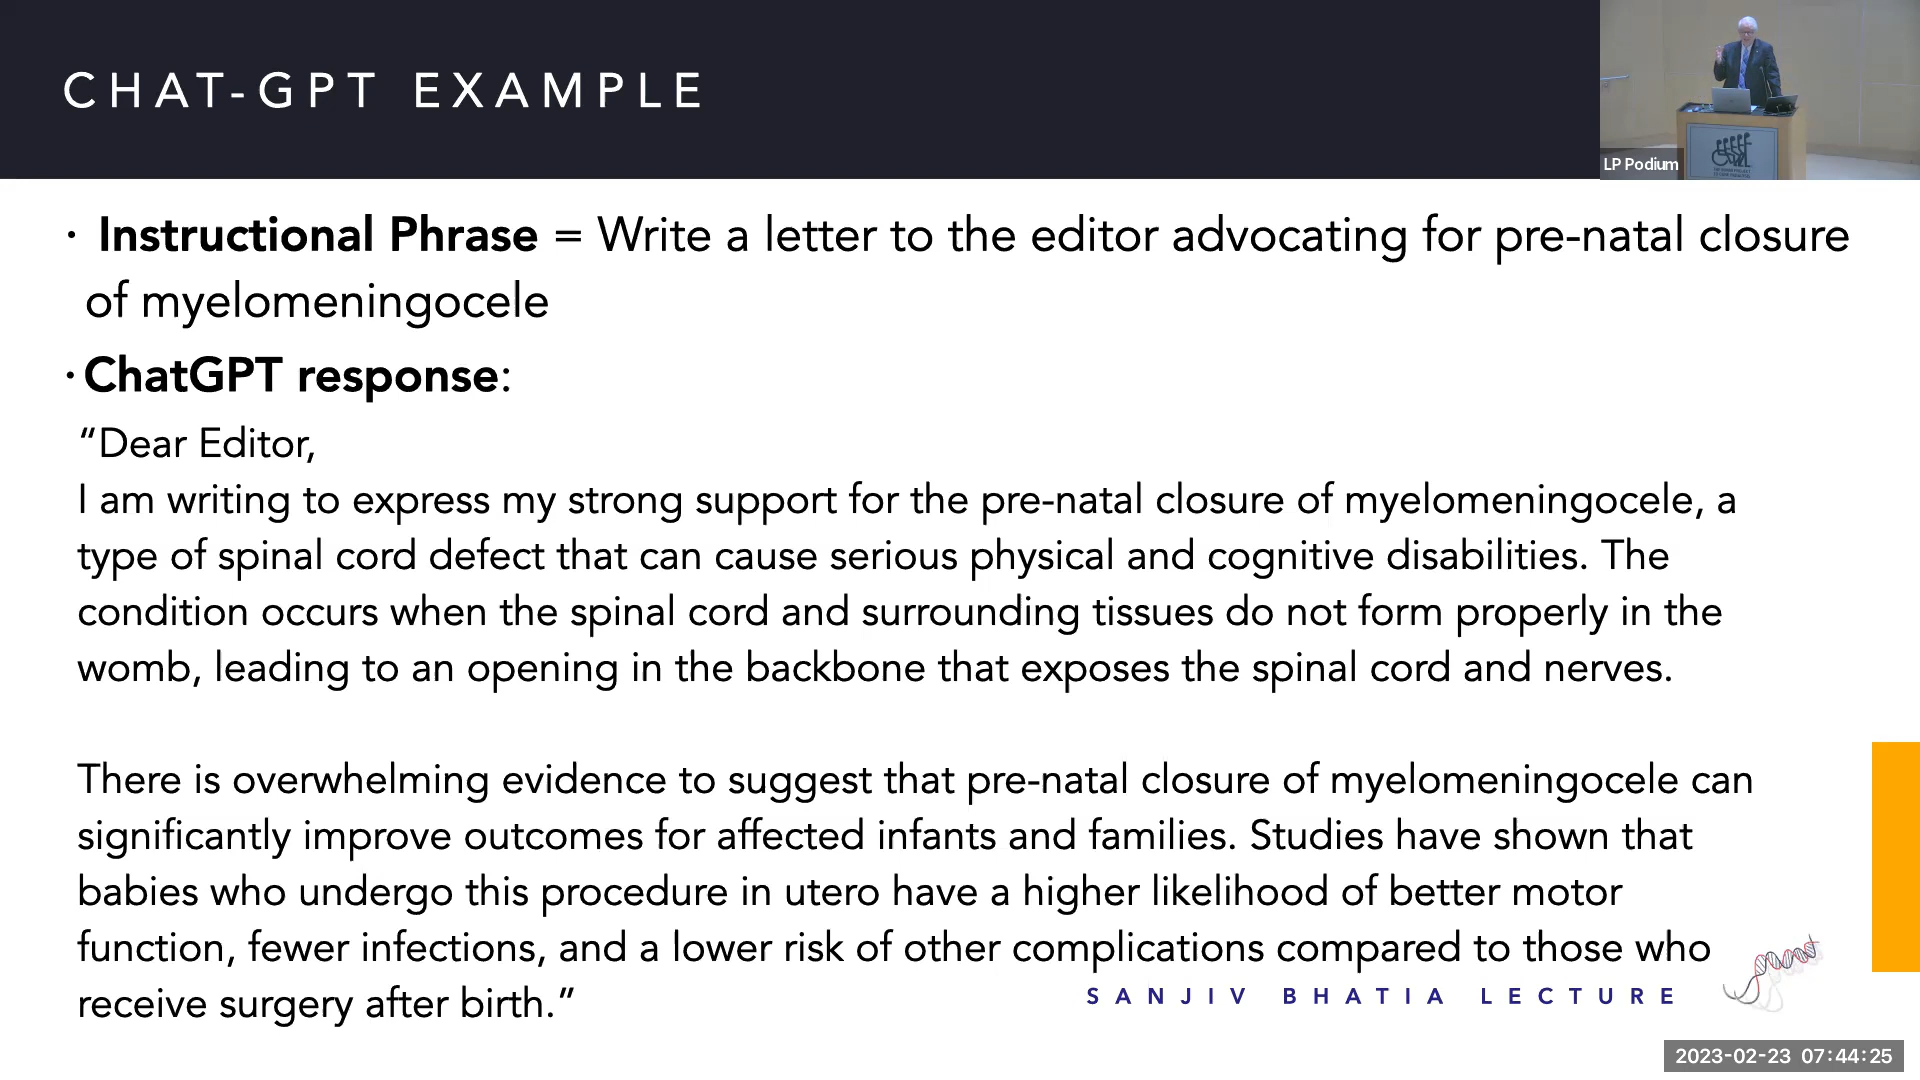 CHAT-GPT EXAMPLE
LP Podium
· Instructional Phrase = Write a letter to the editor advocating for pre-natal closure
of myelomeningocele
· ChatGPT response:
“Dear Editor,
I am writing to express my strong support for the pre-natal closure of myelomeningocele, a
type of spinal cord defect that can cause serious physical and cognitive disabilities. The
condition occurs when the spinal cord and surrounding tissues do not form properly in the
womb, leading to an opening in the backbone that exposes the spinal cord and nerves.
There is overwhelming evidence to suggest that pre-natal closure of myelomeningocele can
significantly improve outcomes for affected infants and families. Studies have shown that
babies who undergo this procedure in utero have a higher likelihood of better motor
function, fewer infections, and a lower risk of other complications compared to those who
receive surgery after birth.”
SANJIV BHATIA LECTURE
2023-02-23 07:44:25